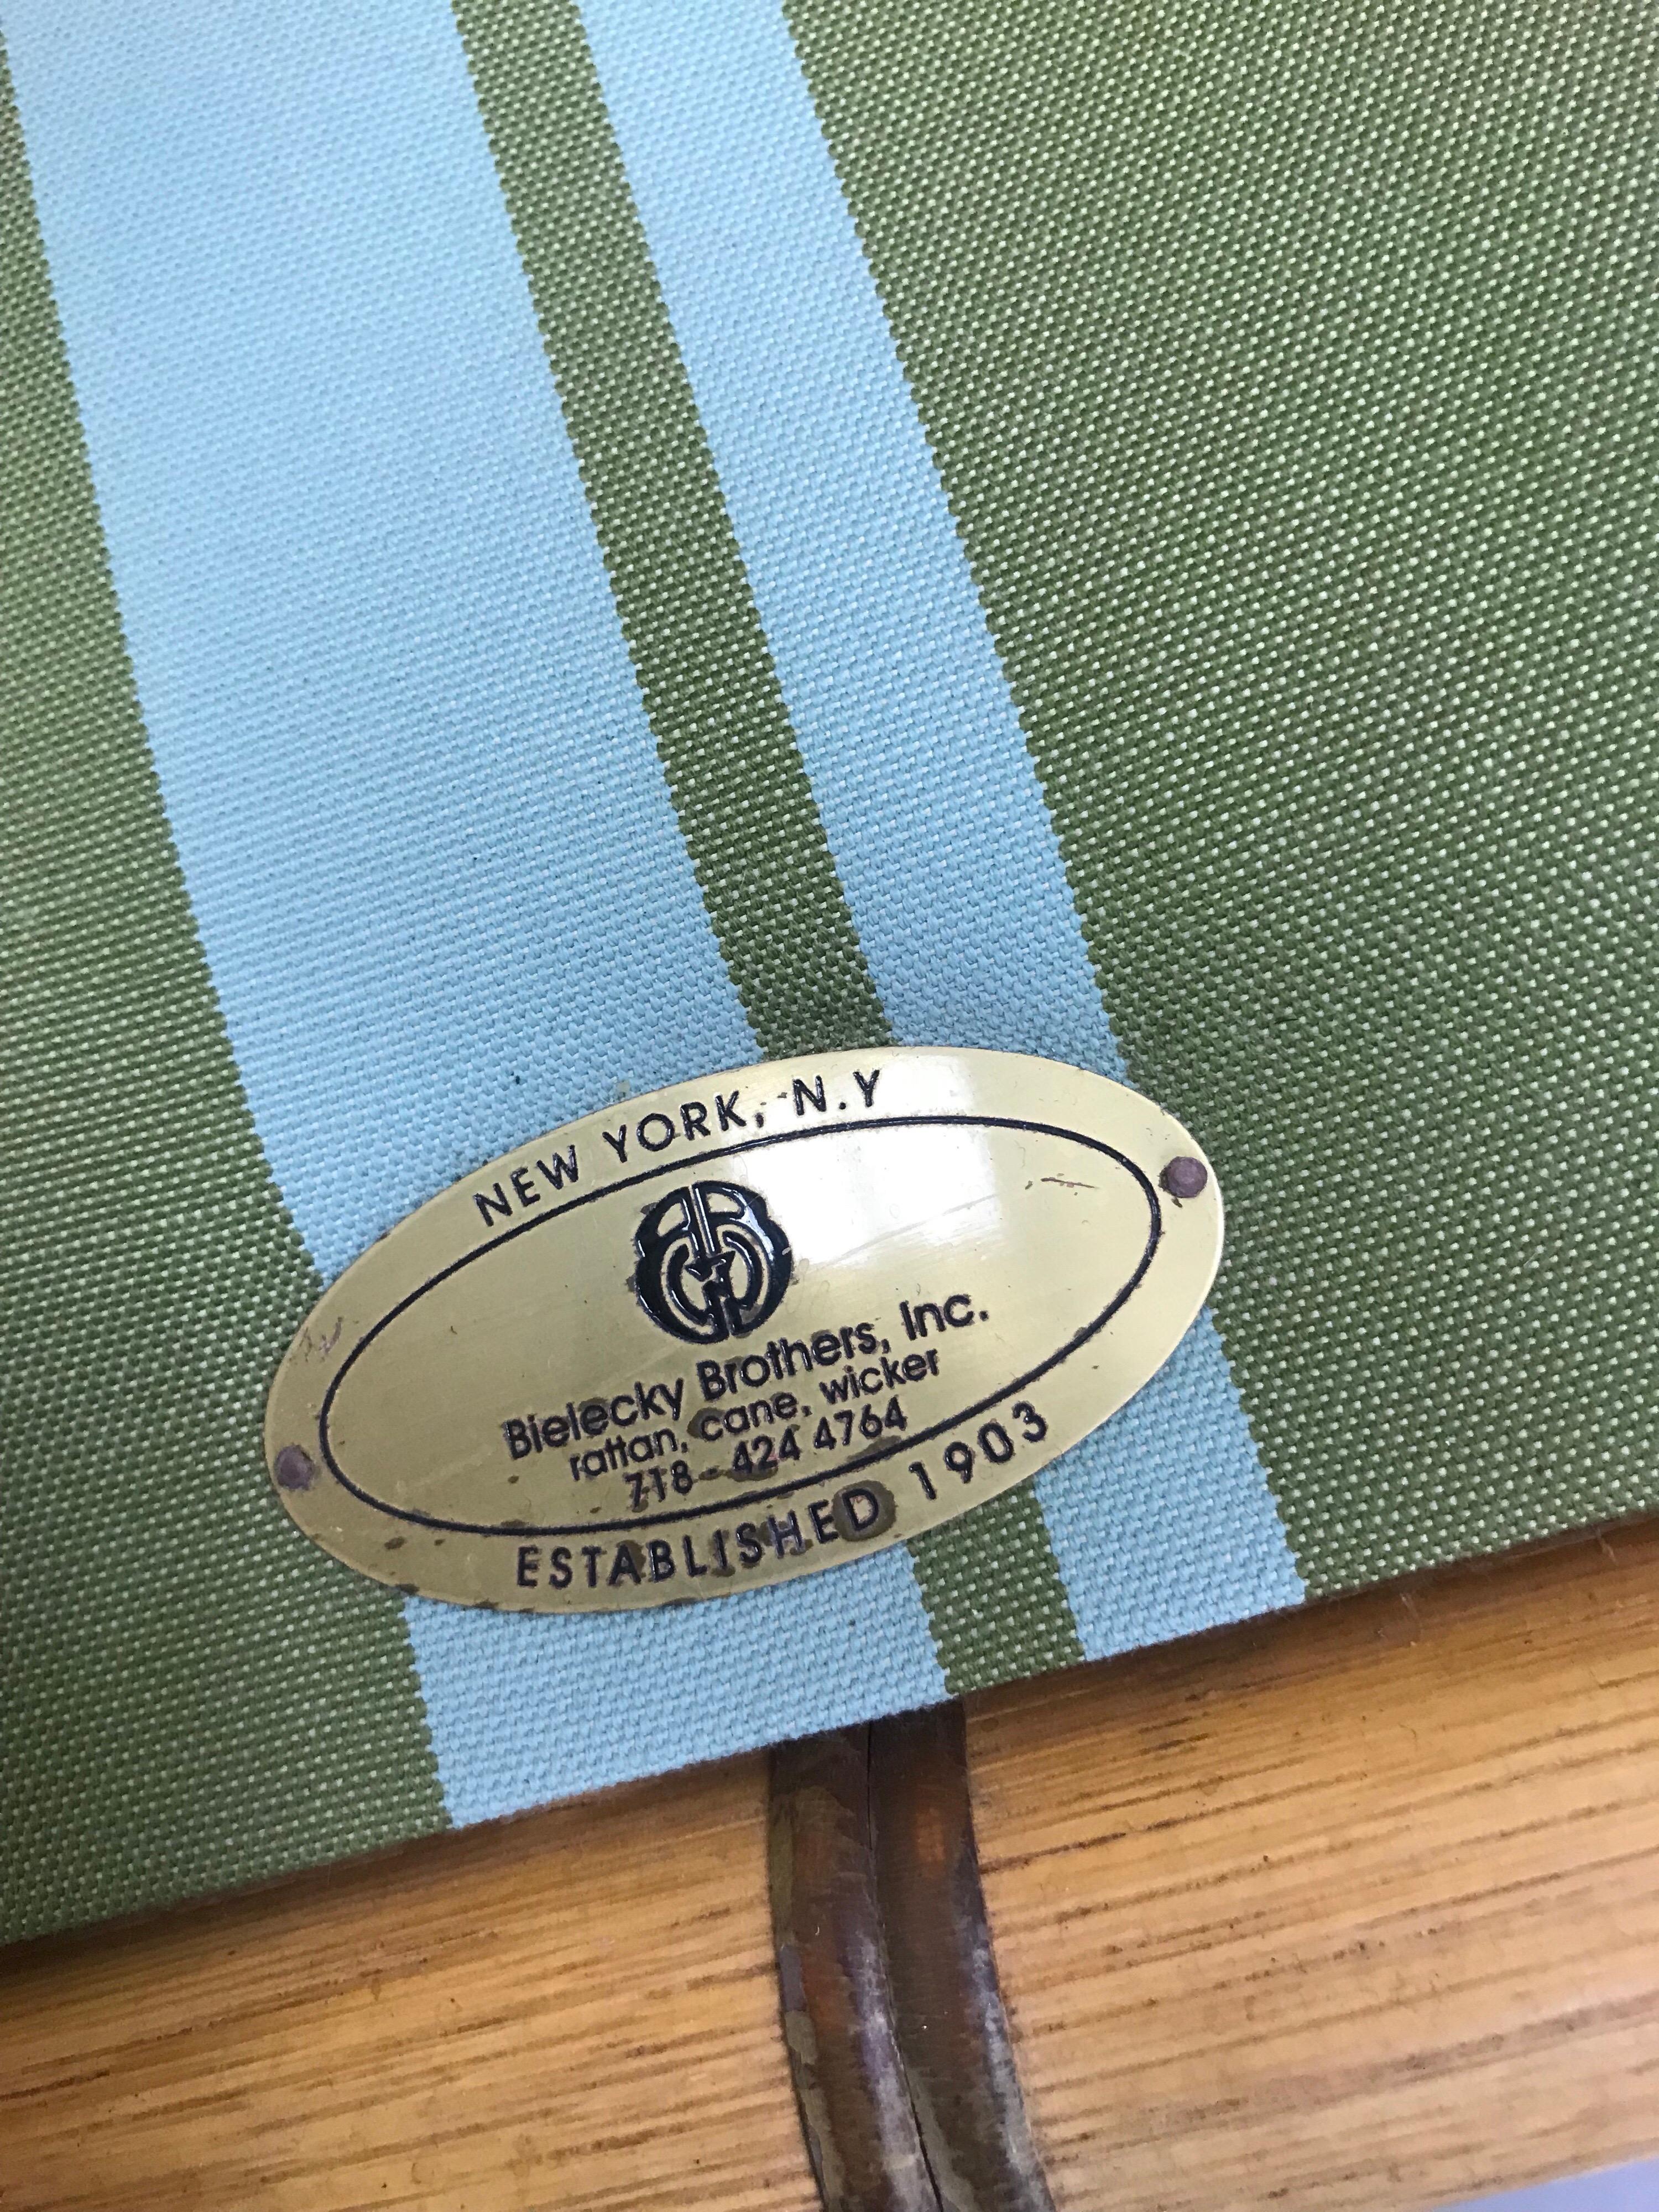 NEW YORK, N.Y
Bielecky Brothers, Inc.
rattan, cane, wicker
718-424 4764
ESTABLISHED 1903